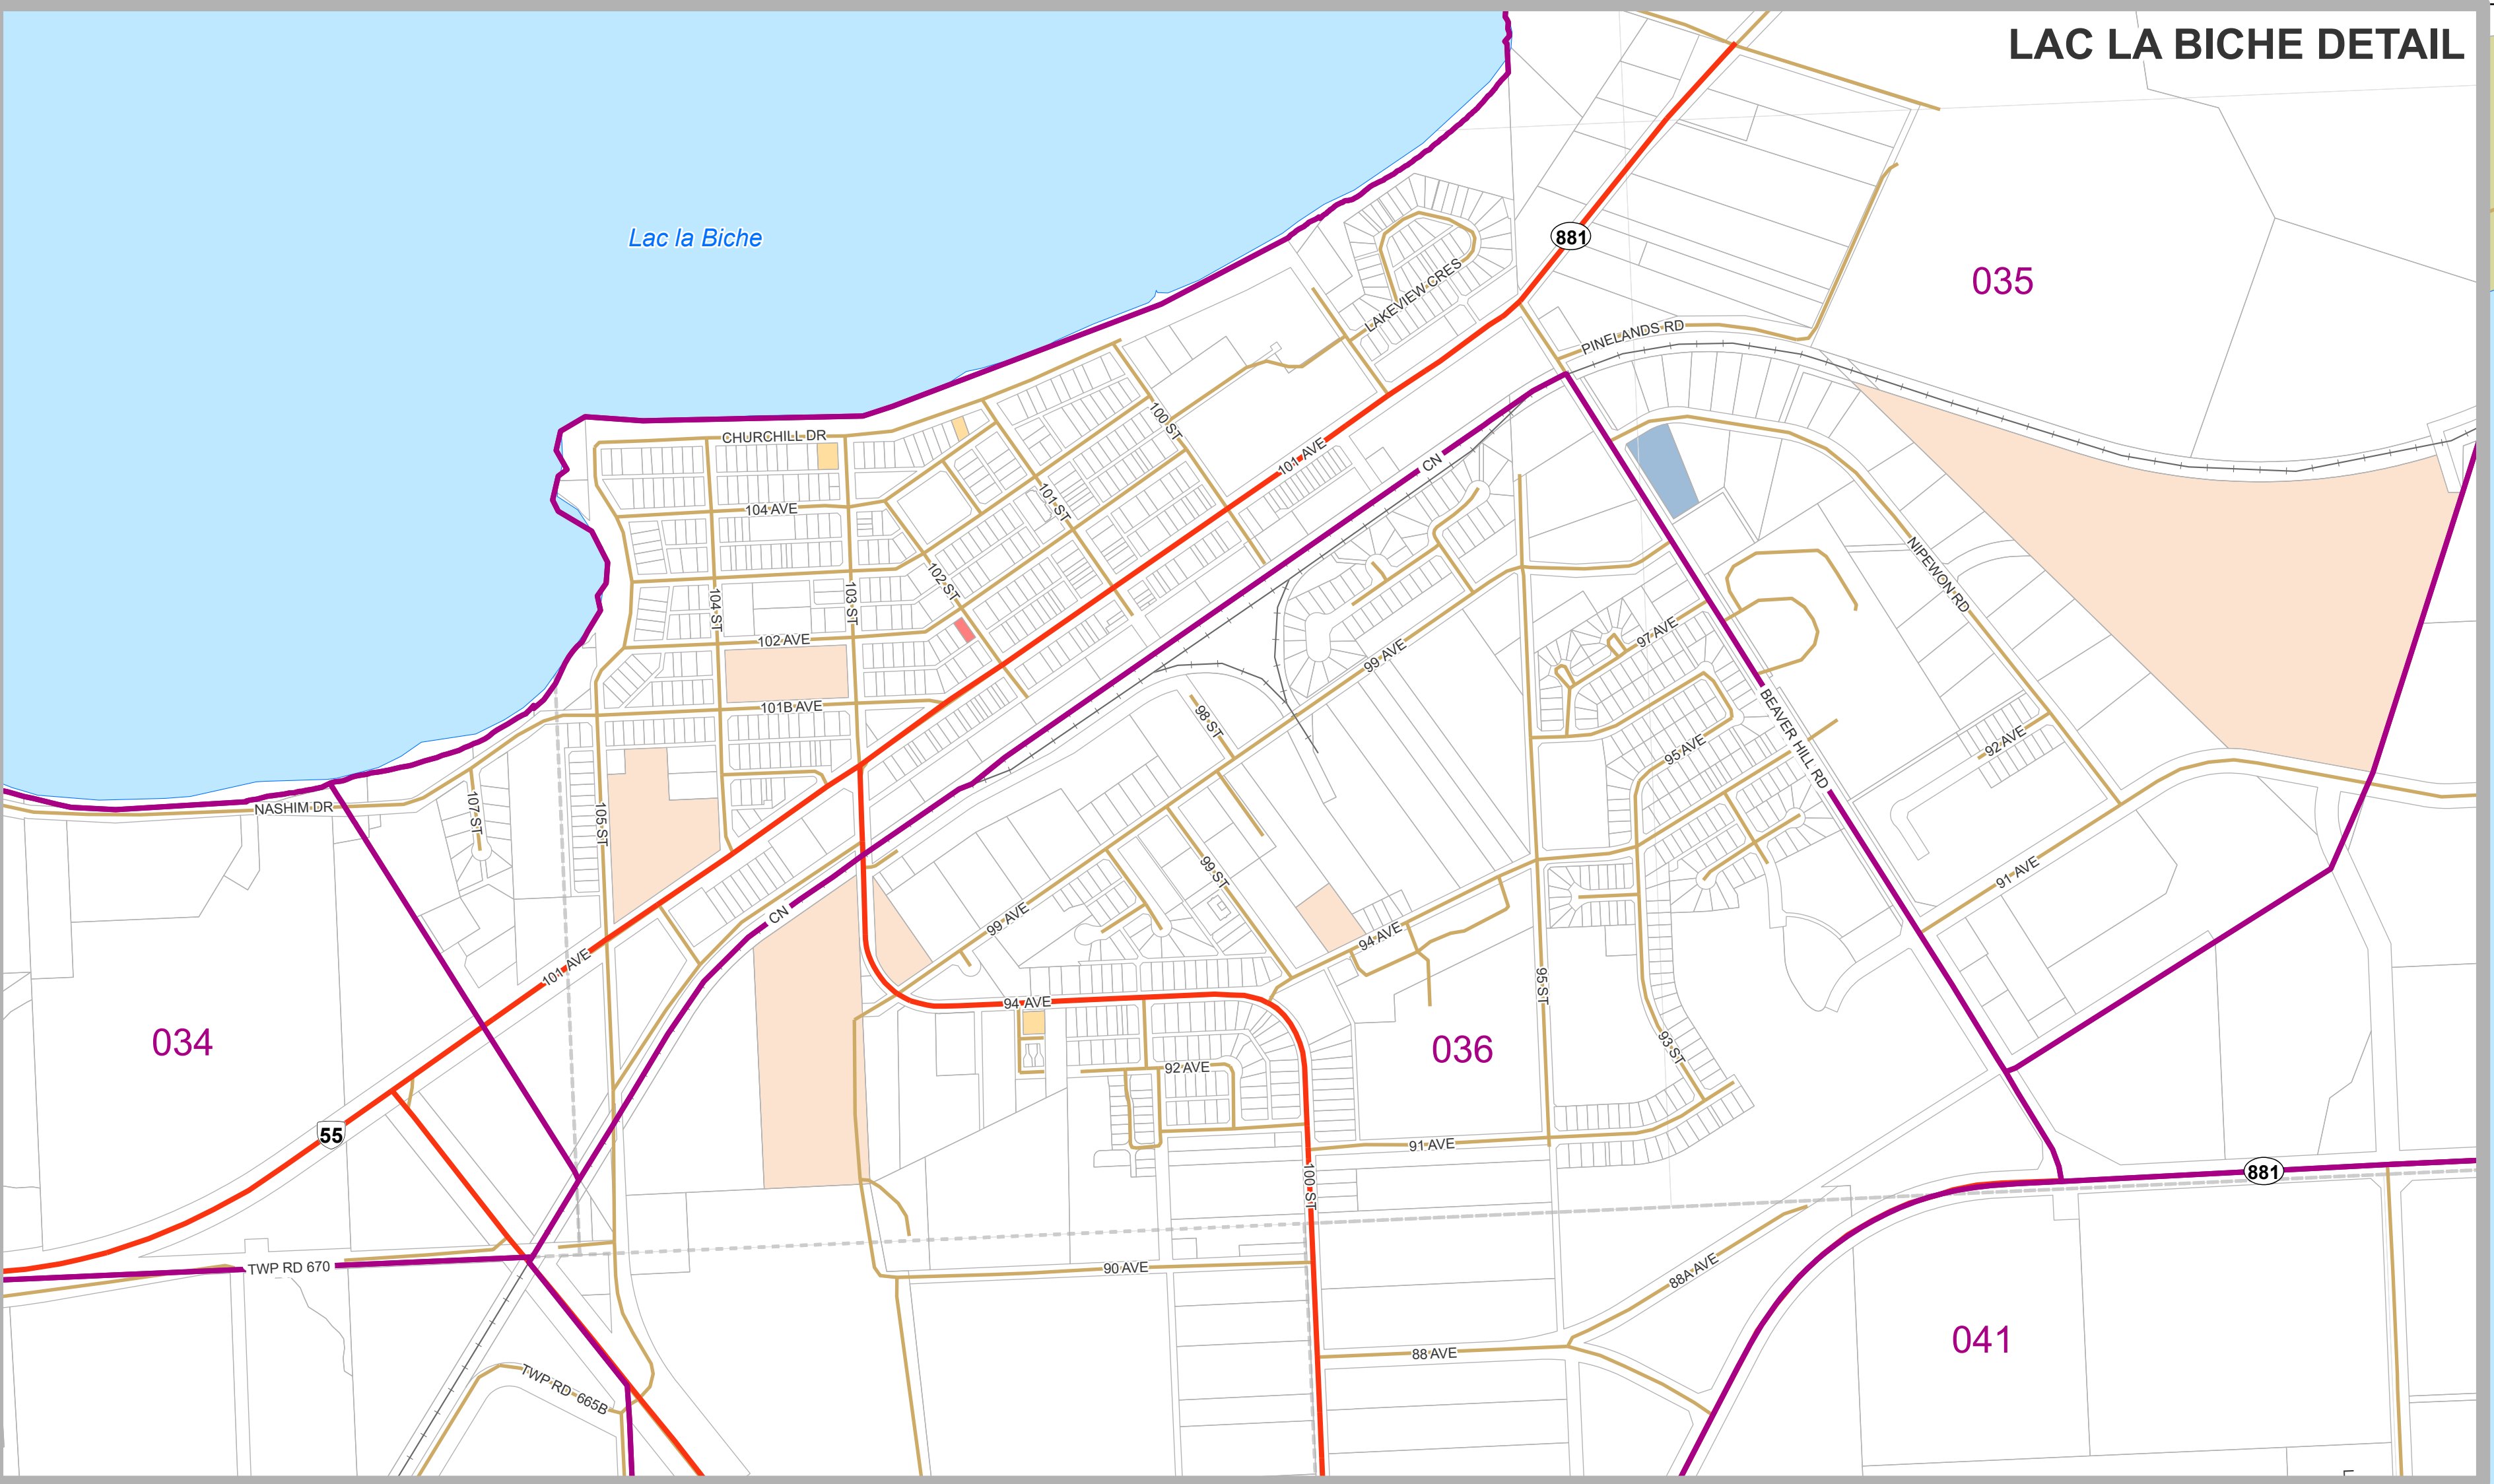 LAC LA BICHE DETAIL
Lac la Biche
881
035
LAKEVIEW CRES
PINELANDS RD
CHURCHILL DR
100 ST
101 AVE
CN
101 ST
104 AVE
102 ST
103 ST
104 ST
102 AVE
101B AVE
99 AVE
97 AVE
NIPEWON RD
BEAVER HILL RD
95 AVE
92 AVE
98 ST
NASHIM DR
107 ST
105 ST
99 ST
91 AVE
99 AVE
CN
94 AVE
101 AVE
95 ST
94 AVE
034
036
93 ST
92 AVE
55
91 AVE
100 ST
881
TWP RD 670
90 AVE
88A AVE
041
88 AVE
TWP RD 665B